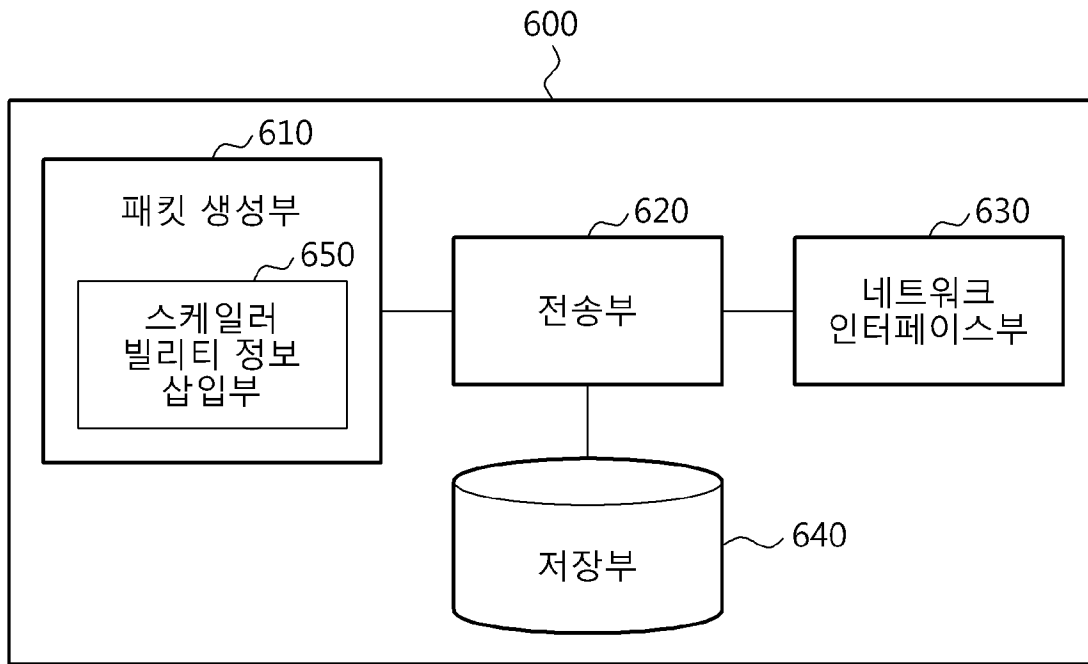 600
610
패킷 생성부
650
스케일러
빌리티 정보
삽입부
620
전송부
630
네트워크
인터페이스부
640
저장부